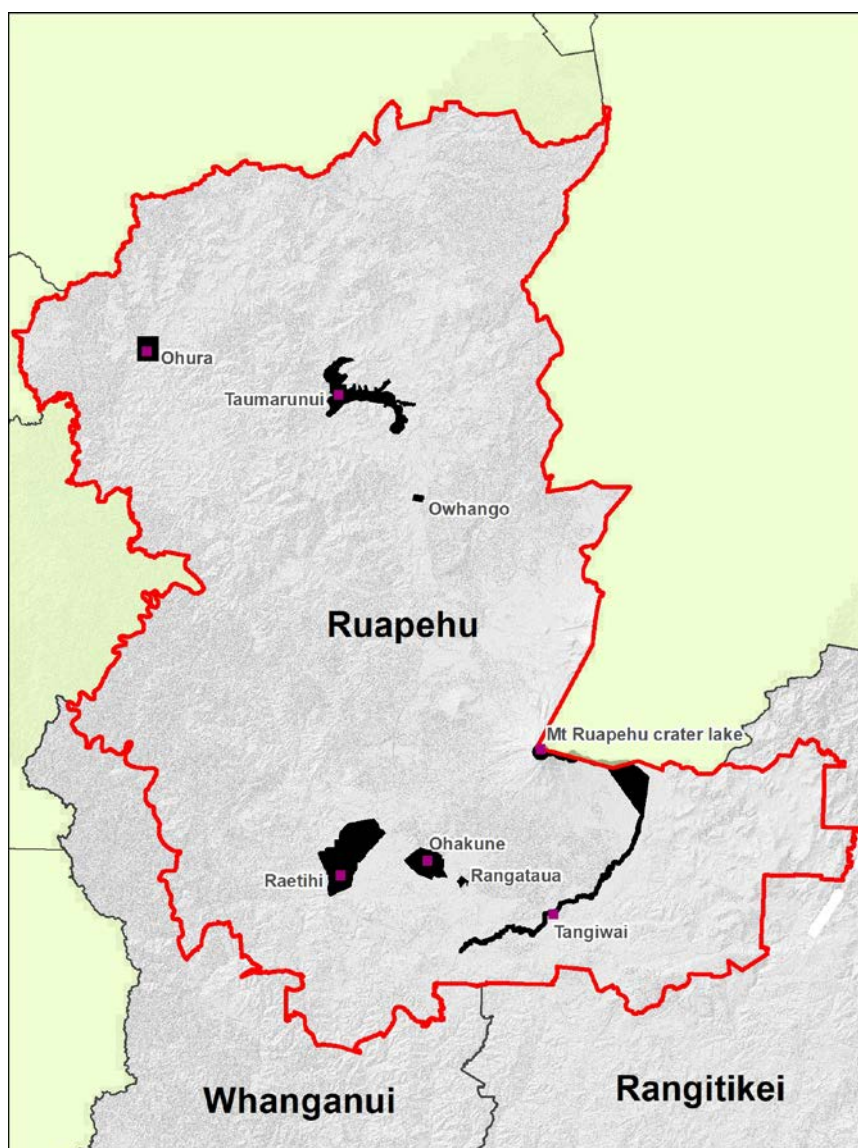 Ohura
Taumarunui
Owhango
Ruapehu
Mt Ruapehu crater lake
Ohakune
Raetihi
Rangataua
Tangiwai
Whanganui
Rangitikei